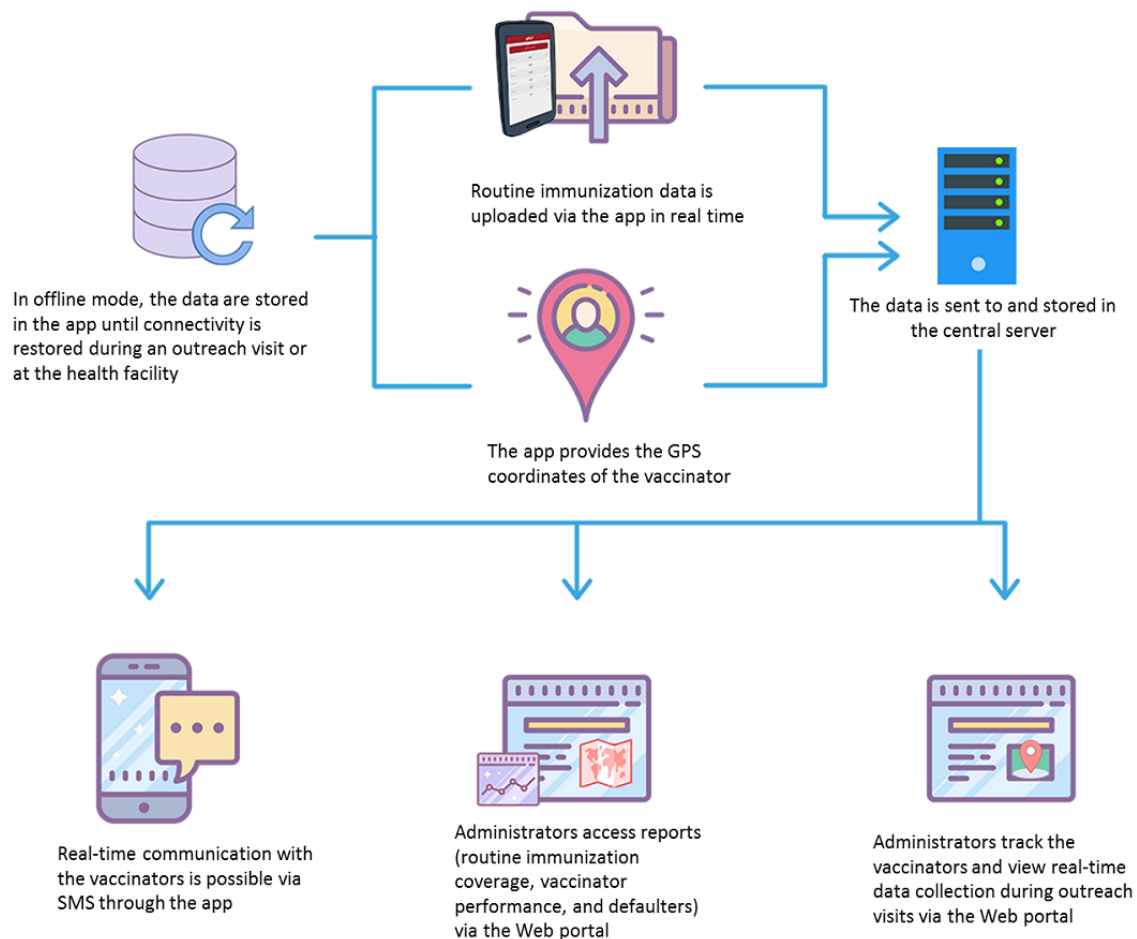 Routine immunization data is
uploaded via the app in real time
In offline mode, the data are stored
in the app until connectivity is
restored during an outreach visit or
at the health facility
The data is sent to and stored in
the central server
The app provides the GPS
coordinates of the vaccinator
Real-time communication with
the vaccinators is possible via
SMS through the app
Administrators access reports
(routine immunization
coverage, vaccinator
performance, and defaulters)
via the Web portal
Administrators track the
vaccinators and view real-time
data collection during outreach
visits via the Web portal